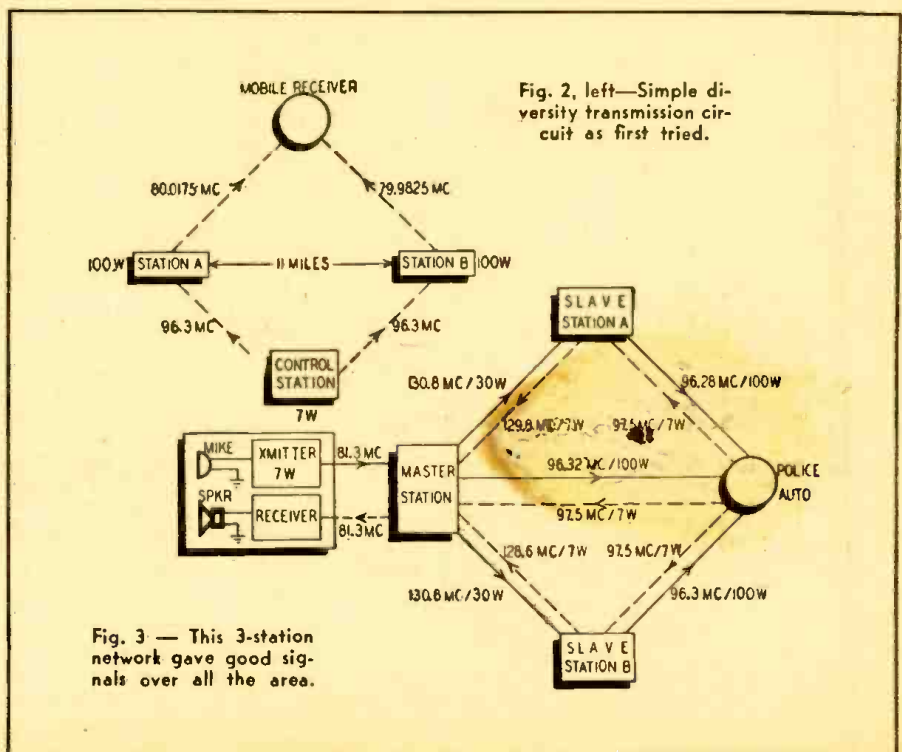 Fig. 2, left—Simple di-
versity transmission cir-
cuit as first tried.
MOBILE RECEIVER
80.0175 MC
79.9825 MC
100W
STATION A
11 MILES
STATION B
100W
96.3 MC
96.3 MC
CONTROL
STATION
7W
SLAVE
STATION A
130.8 MC/30W
96.28 MC/100W
129.8 MC/7W
97.5 MC/7W
MIKE
XMITTER
7W
81.3 MC
SPKR
RECEIVER
81.3 MC
MASTER
STATION
96.32 MC/100W
97.5 MC/7W
POLICE
AUTO
128.6 MC/7W
97.5 MC/7W
130.8 MC/30W
96.3 MC/100W
SLAVE
STATION B
Fig. 3 — This 3-station
network gave good sig-
nals over all the area.